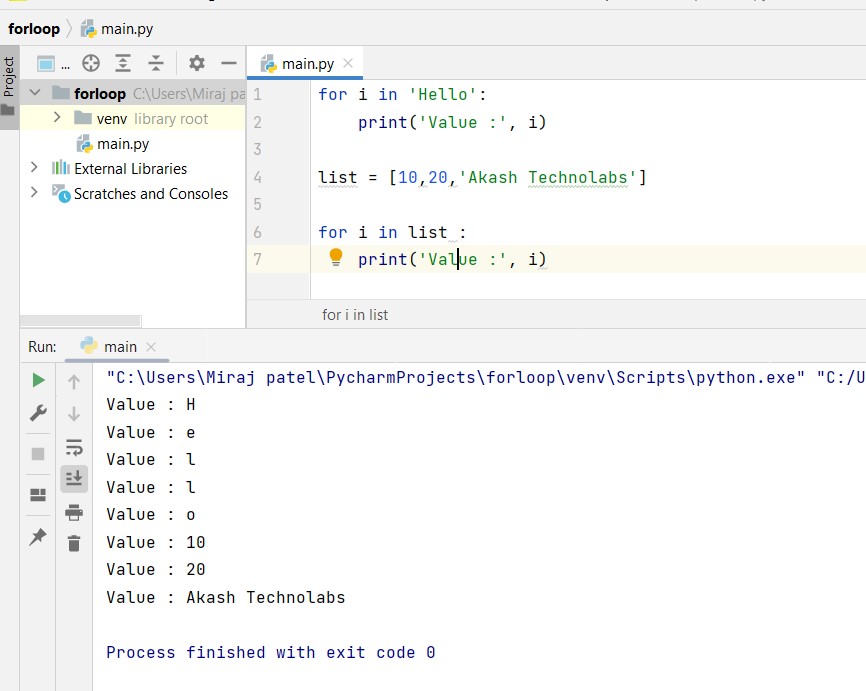 forloop main.py
Project
...
main.py
forloop C:\Users\Miraj pa
venv library root
main.py
External Libraries
Scratches and Consoles
1 for i in 'Hello':
2 print('Value :', i)
3
4 list = [10,20,'Akash Technolabs']
5
6 for i in list :
7 print('Value :', i)
for i in list
Run: main
"C:\Users\Miraj patel\PycharmProjects\forloop\venv\Scripts\python.exe" "C:/U
Value : H
Value : e
Value : l
Value : l
Value : o
Value : 10
Value : 20
Value : Akash Technolabs
Process finished with exit code 0